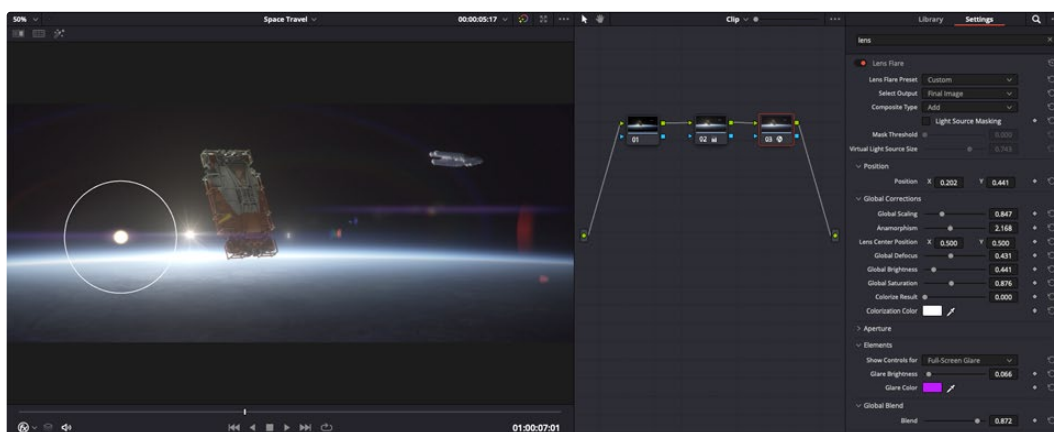 50%
Space Travel
00:00:05:17
Clip
Library
Settings
lens
Lens Flare
Lens Flare Preset Custom
Select Output Final Image
Composite Type Add
Light Source Masking
Mask Threshold 0.000
Virtual Light Source Size 0.743
Position
Position X 0.202 Y 0.441
Global Corrections
Global Scaling 0.847
Anamorphism 2.168
Lens Center Position X 0.500 Y 0.500
Global Defocus 0.431
Global Brightness 0.441
Global Saturation 0.876
Colorize Result 0.000
Colorization Color
Aperture
Elements
Show Controls for Full-Screen Glare
Glare Brightness 0.066
Glare Color
Global Blend
Blend 0.872
01
02
03
01:00:07:01